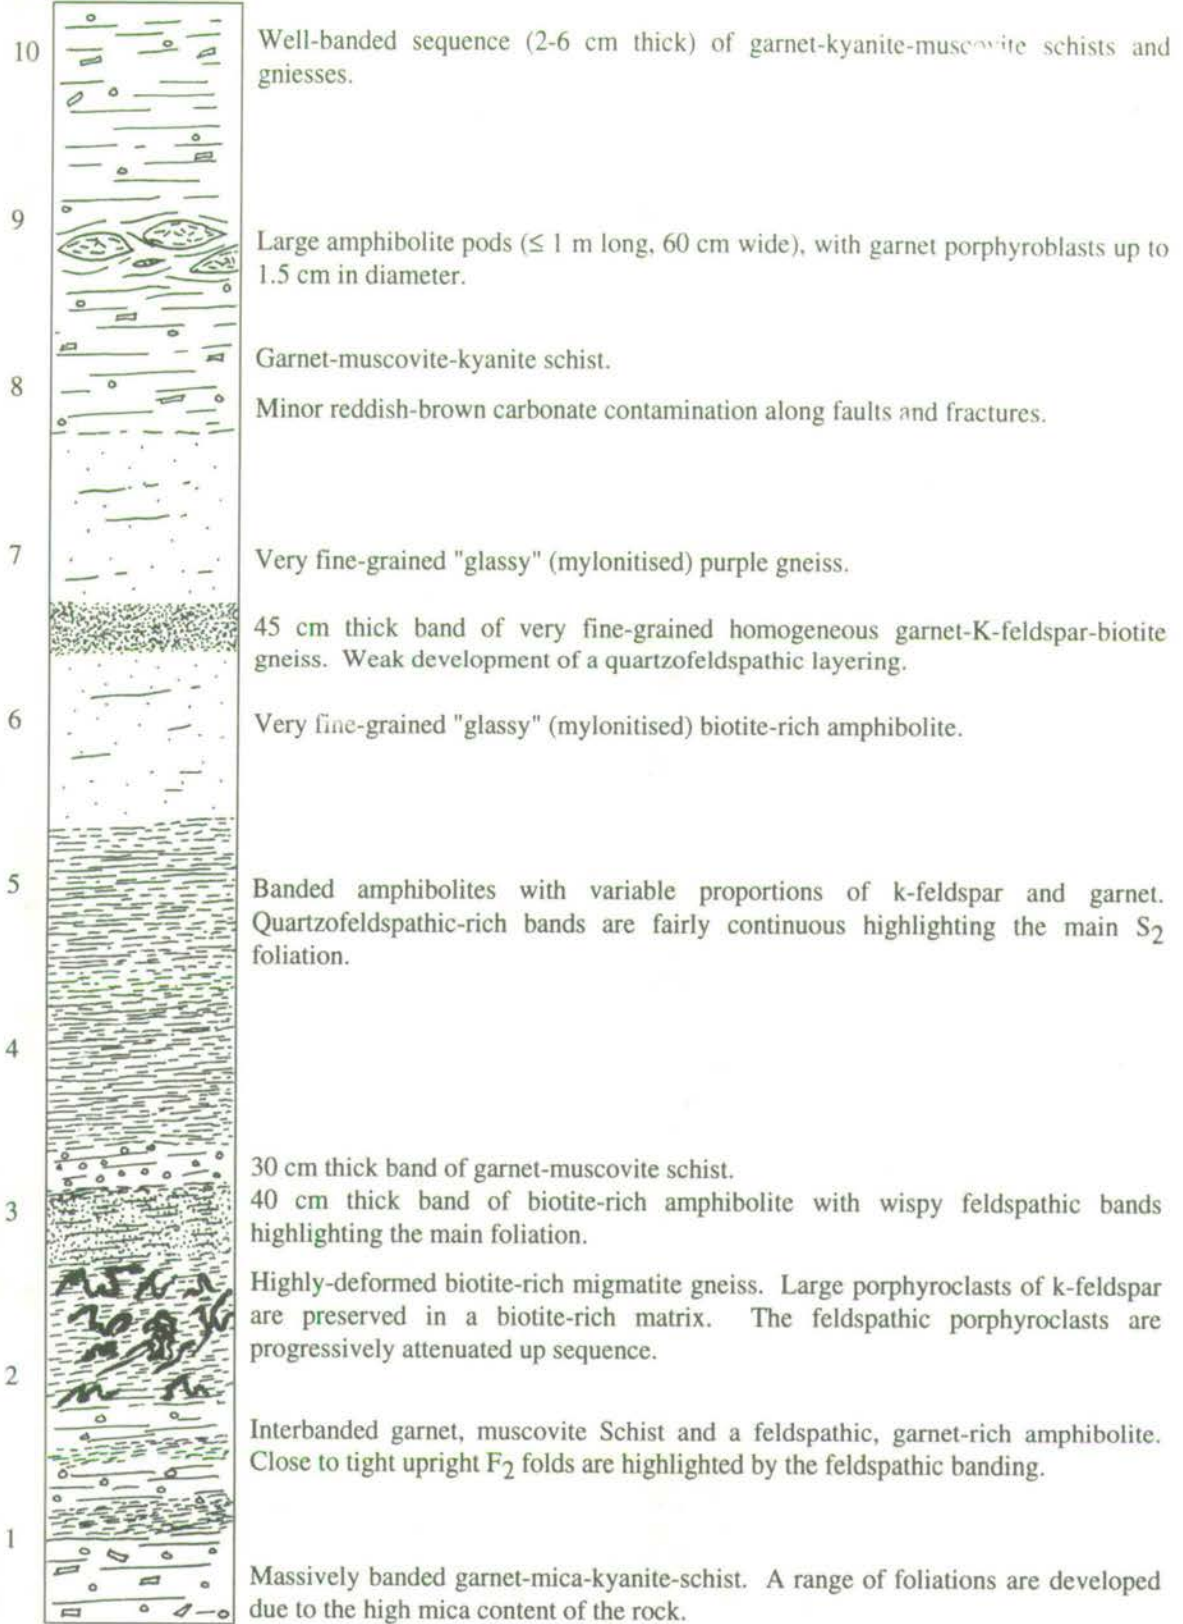 10
Well-banded sequence (2-6 cm thick) of garnet-kyanite-muscovite schists and
gniesses.
9
Large amphibolite pods (≤ 1 m long, 60 cm wide), with garnet porphyroblasts up to
1.5 cm in diameter.
Garnet-muscovite-kyanite schist.
8
Minor reddish-brown carbonate contamination along faults and fractures.
7
Very fine-grained "glassy" (mylonitised) purple gneiss.
45 cm thick band of very fine-grained homogeneous garnet-K-feldspar-biotite
gneiss. Weak development of a quartzofeldspathic layering.
6
Very fine-grained "glassy" (mylonitised) biotite-rich amphibolite.
5
Banded amphibolites with variable proportions of k-feldspar and garnet.
Quartzofeldspathic-rich bands are fairly continuous highlighting the main S2
foliation.
4
30 cm thick band of garnet-muscovite schist.
3
40 cm thick band of biotite-rich amphibolite with wispy feldspathic bands
highlighting the main foliation.
Highly-deformed biotite-rich migmatite gneiss. Large porphyroclasts of k-feldspar
are preserved in a biotite-rich matrix. The feldspathic porphyroclasts are
progressively attenuated up sequence.
2
Interbanded garnet, muscovite Schist and a feldspathic, garnet-rich amphibolite.
Close to tight upright F2 folds are highlighted by the feldspathic banding.
1
Massively banded garnet-mica-kyanite-schist. A range of foliations are developed
due to the high mica content of the rock.